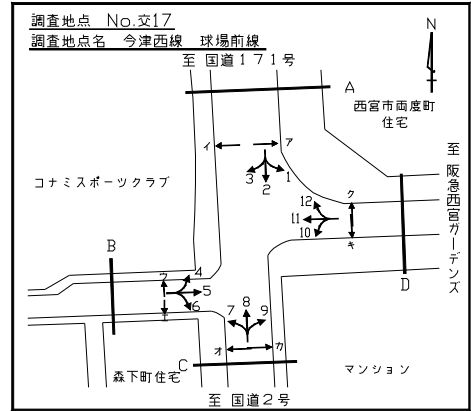 調査地点 No.交17
調査地点名 今津西線 球場前線
至 国道171号
N
A
西宮市両度町
住宅
イ
ア
3
2
1
コナミスポーツクラブ
至 阪急西宮ガーデンズ
ク
12
11
10
キ
D
B
ウ
4
5
6
エ
7
8
9
オ
カ
C
森下町住宅
マンション
至 国道2号